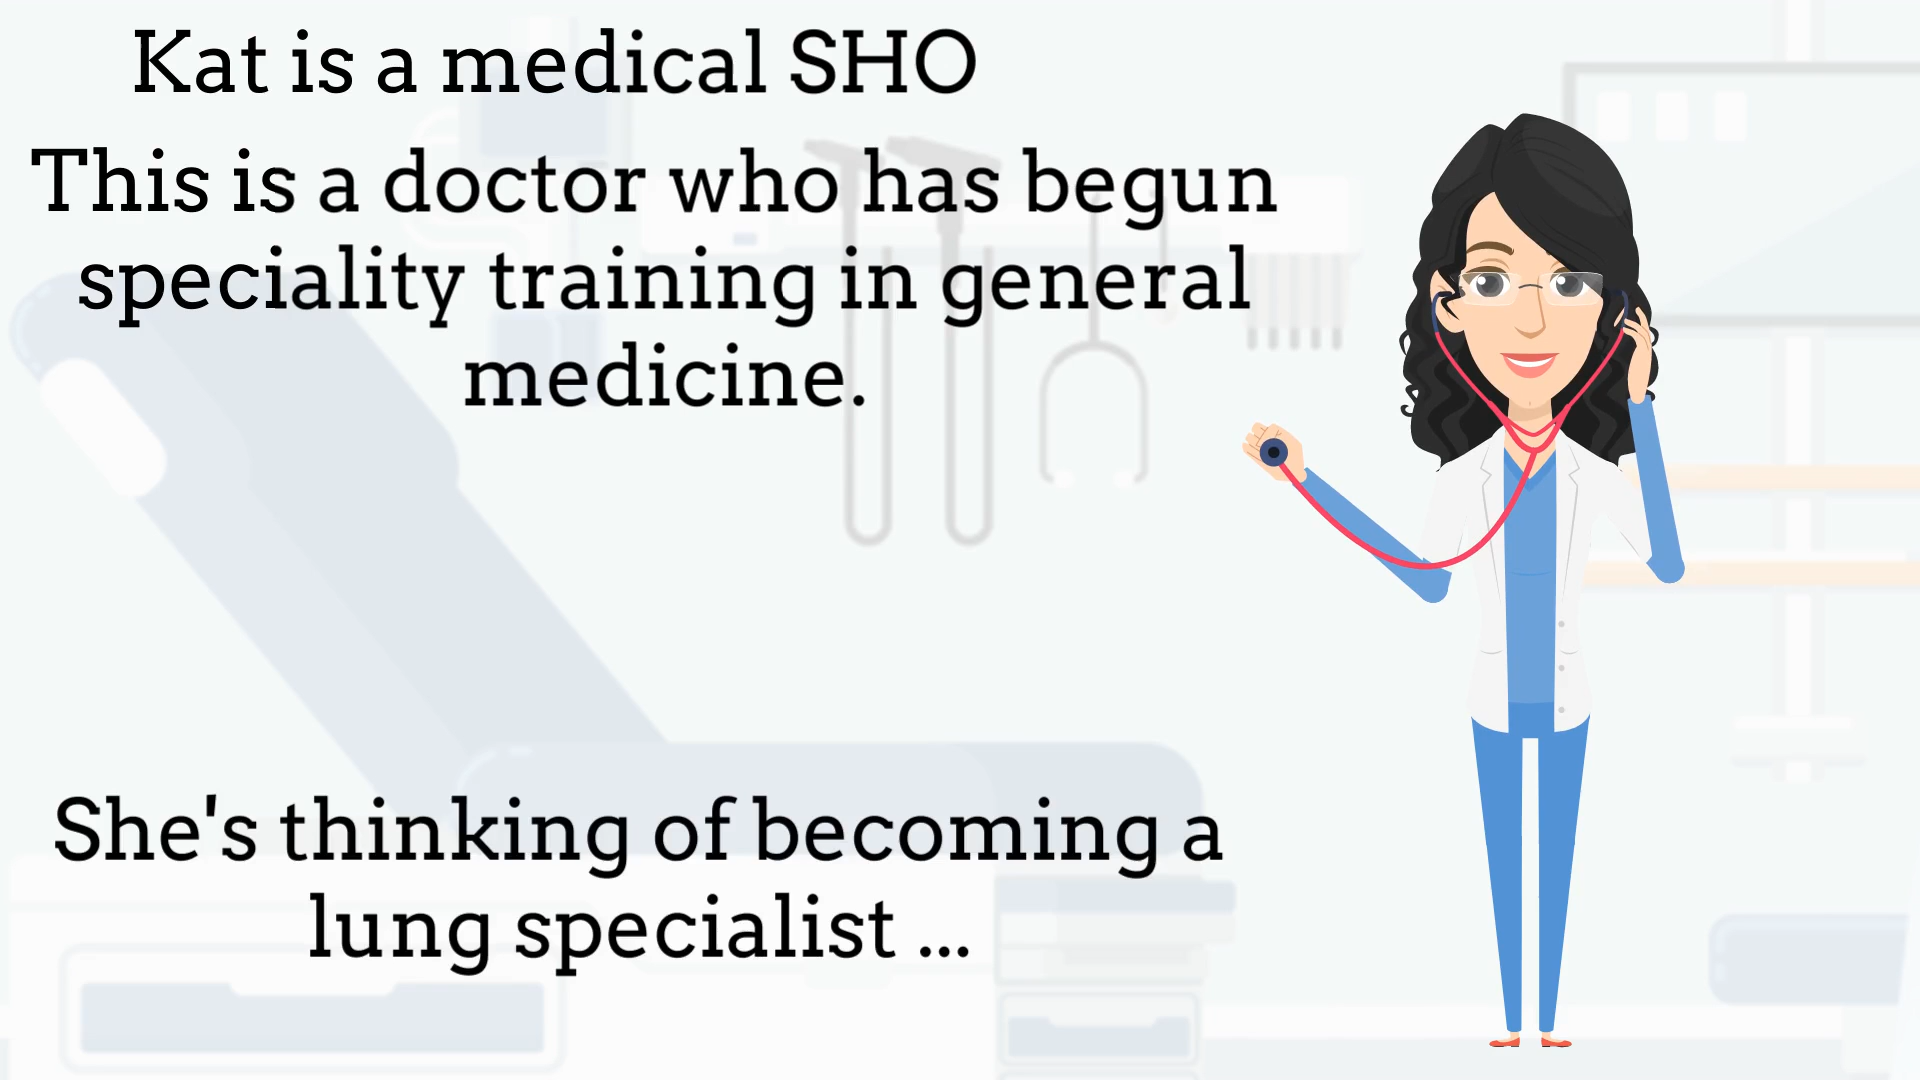 Kat is a medical SHO
This is a doctor who has begun
speciality training in general
medicine.
She's thinking of becoming a
lung specialist ...